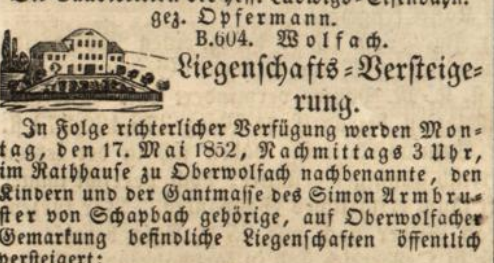 gez. Opfermann.
B.604. Wolfach.
Liegenschafts=Versteige=
rung.
In Folge richterlicher Verfügung werden Mon=
tag, den 17. Mai 1852, Nachmittags 3 Uhr,
im Rathhause zu Oberwolfach nachbenannte, den
Kindern und der Gantmasse des Simon Armbru=
ster von Schapbach gehörige, auf Oberwolfacher
Gemarkung befindliche Liegenschaften öffentlich
versteigert: